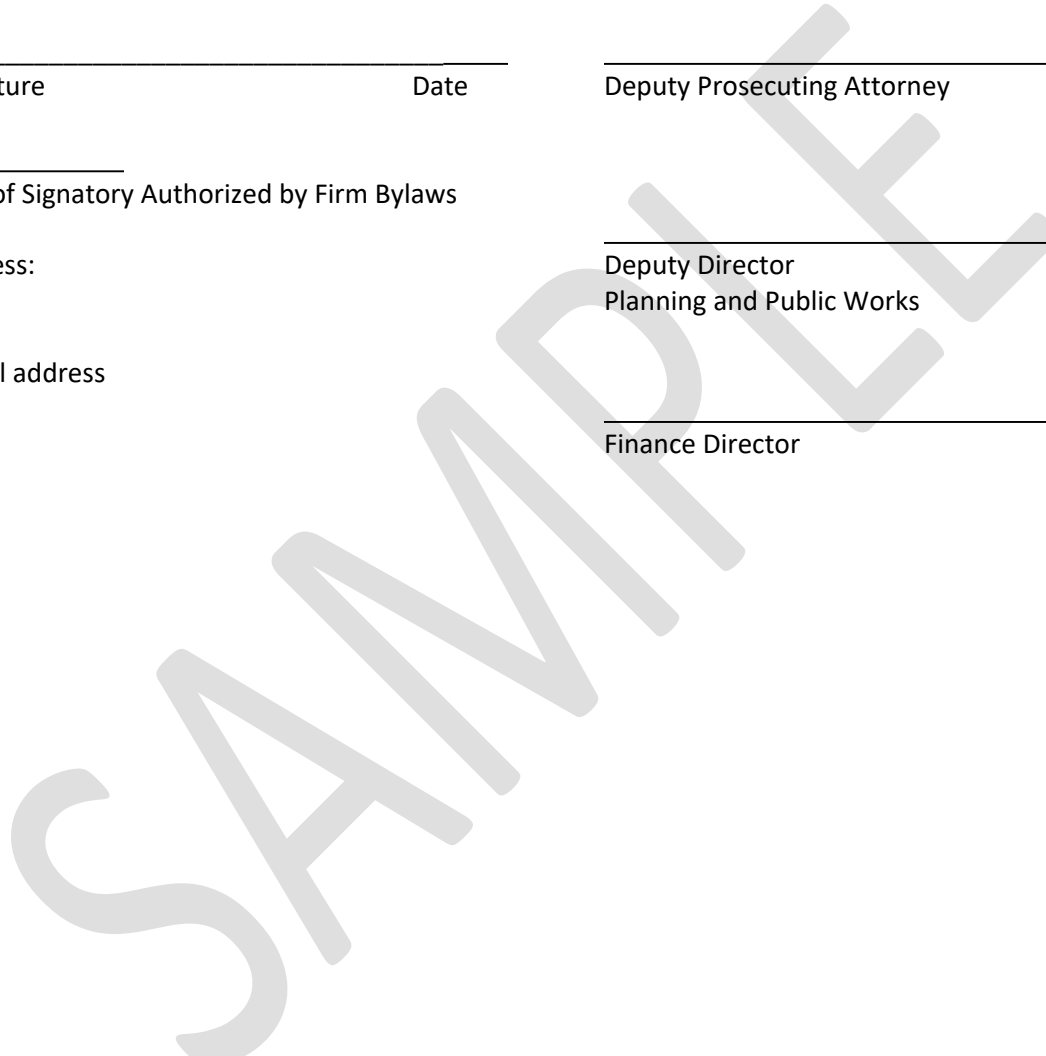 ture Date
of Signatory Authorized by Firm Bylaws
ess:
l address
Deputy Prosecuting Attorney
Deputy Director
Planning and Public Works
Finance Director
SAMPLE